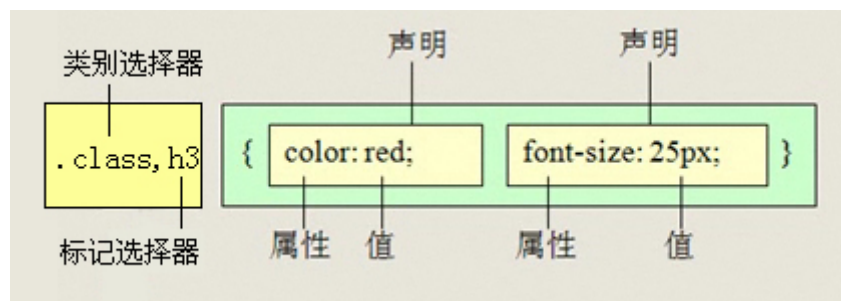 声明 声明
类别选择器
.class,h3 { color: red; font-size: 25px; }
标记选择器 属性 值 属性 值